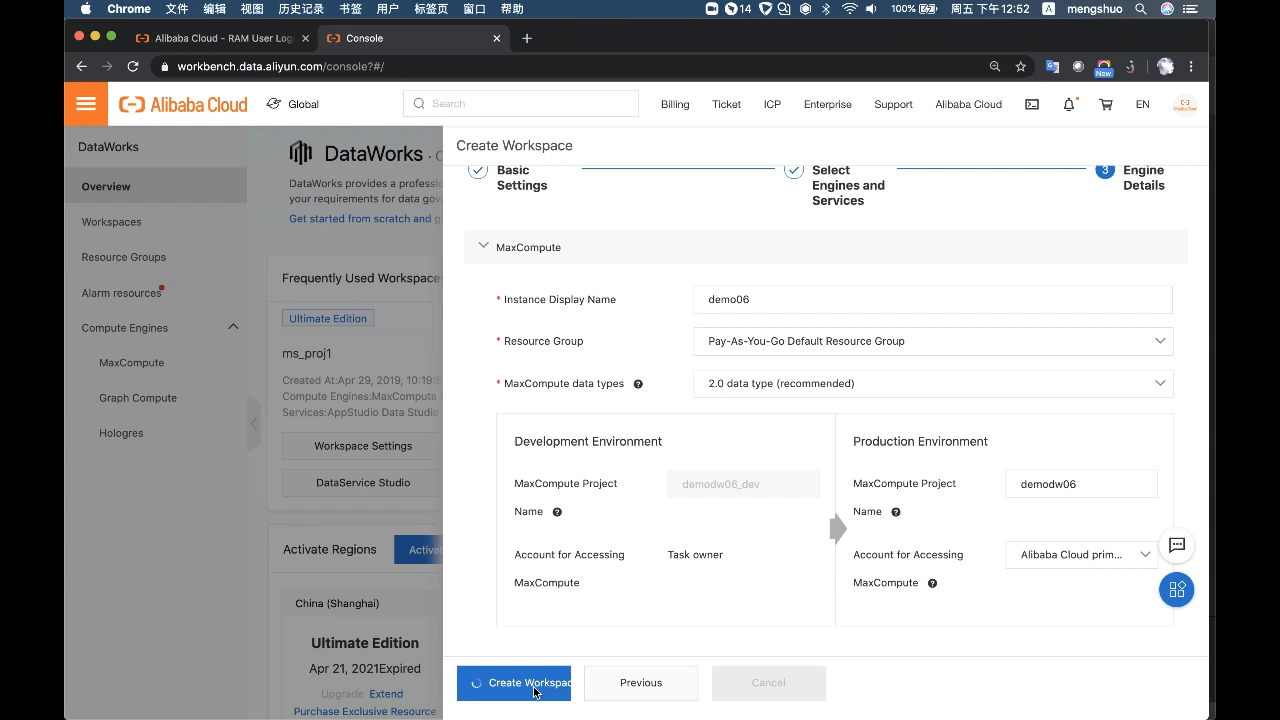 Chrome 文件 编辑 视图 历史记录 书签 用户 标签页 窗口 帮助 14 100% 周五 下午12:52 A mengshuo
Alibaba Cloud - RAM User Log Console
workbench.data.aliyun.com/console?#/
New
Alibaba Cloud Global Search Billing Ticket ICP Enterprise Support Alibaba Cloud EN
DataWorks
Overview
Workspaces
Resource Groups
Alarm resources
Compute Engines
MaxCompute
Graph Compute
Hologres
DataWorks ·
DataWorks provides a profess
your requirements for data go
Get started from scratch and g
Frequently Used Workspace
Ultimate Edition
ms_proj1
Created At:Apr 29, 2019, 10:19:5
Compute Engines:MaxCompute
Services:AppStudio Data Studio
Workspace Settings
DataService Studio
Activate Regions Activa
China (Shanghai)
Ultimate Edition
Apr 21, 2021Expired
Upgrade Extend
Purchase Exclusive Resource
Create Workspace
Basic
Settings
Select
Engines and
Services
3 Engine
Details
MaxCompute
* Instance Display Name demo06
* Resource Group Pay-As-You-Go Default Resource Group
* MaxCompute data types 2.0 data type (recommended)
Development Environment
MaxCompute Project demodw06_dev
Name
Account for Accessing Task owner
MaxCompute
Production Environment
MaxCompute Project demodw06
Name
Account for Accessing Alibaba Cloud prim...
MaxCompute
Create Workspac Previous Cancel